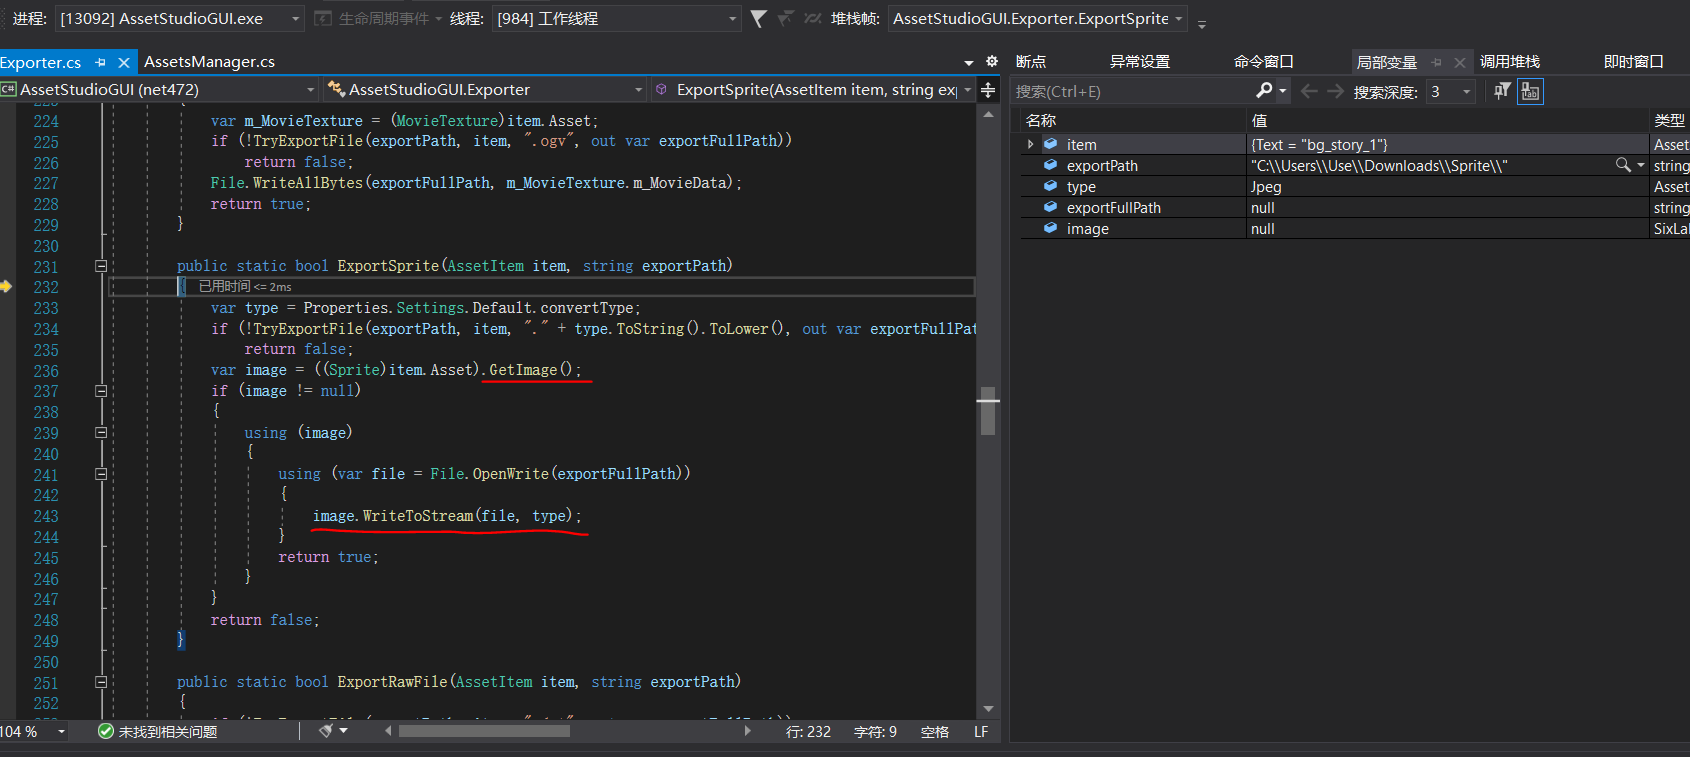 进程: [13092] AssetStudioGUI.exe 生命周期事件 线程: [984] 工作线程 堆栈帧: AssetStudioGUI.Exporter.ExportSprite
Exporter.cs AssetsManager.cs
断点 异常设置 命令窗口 局部变量 调用堆栈 即时窗口
C# AssetStudioGUI (net472) AssetStudioGUI.Exporter ExportSprite(AssetItem item, string exp
搜索(Ctrl+E) 搜索深度: 3
名称 值 类型
item {Text = "bg_story_1"} Asset
exportPath "C:\\Users\\Use\\Downloads\\Sprite\\" string
type Jpeg Asset
exportFullPath null string
image null SixLa
223 {
224 var m_MovieTexture = (MovieTexture)item.Asset;
225 if (!TryExportFile(exportPath, item, ".ogv", out var exportFullPath))
226 return false;
227 File.WriteAllBytes(exportFullPath, m_MovieTexture.m_MovieData);
228 return true;
229 }
230
231 public static bool ExportSprite(AssetItem item, string exportPath)
232 { 已用时间 <= 2ms
233 var type = Properties.Settings.Default.convertType;
234 if (!TryExportFile(exportPath, item, "." + type.ToString().ToLower(), out var exportFullPat
235 return false;
236 var image = ((Sprite)item.Asset).GetImage();
237 if (image != null)
238 {
239 using (image)
240 {
241 using (var file = File.OpenWrite(exportFullPath))
242 {
243 image.WriteToStream(file, type);
244 }
245 return true;
246 }
247 }
248 return false;
249 }
250
251 public static bool ExportRawFile(AssetItem item, string exportPath)
252 {
104 % 未找到相关问题 行: 232 字符: 9 空格 LF